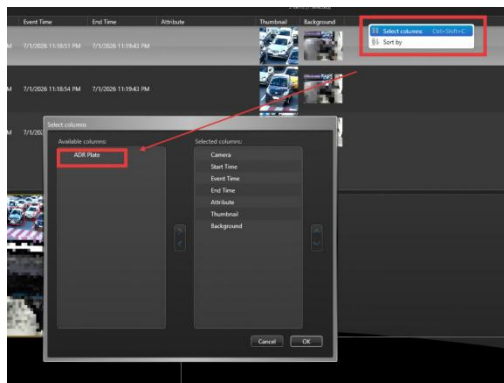 Event Time End Time Attribute Thumbnail Background
Select columns Ctrl+Shift+C
Sort by
M 7/1/2026 11:18:51 PM 7/1/2026 11:19:43 PM
M 7/1/2026 11:18:54 PM 7/1/2026 11:19:43 PM
M 7/1/202
Select columns
Available columns: Selected columns:
ADR Plate Camera
Start Time
Event Time
End Time
Attribute
Thumbnail
Background
Cancel OK